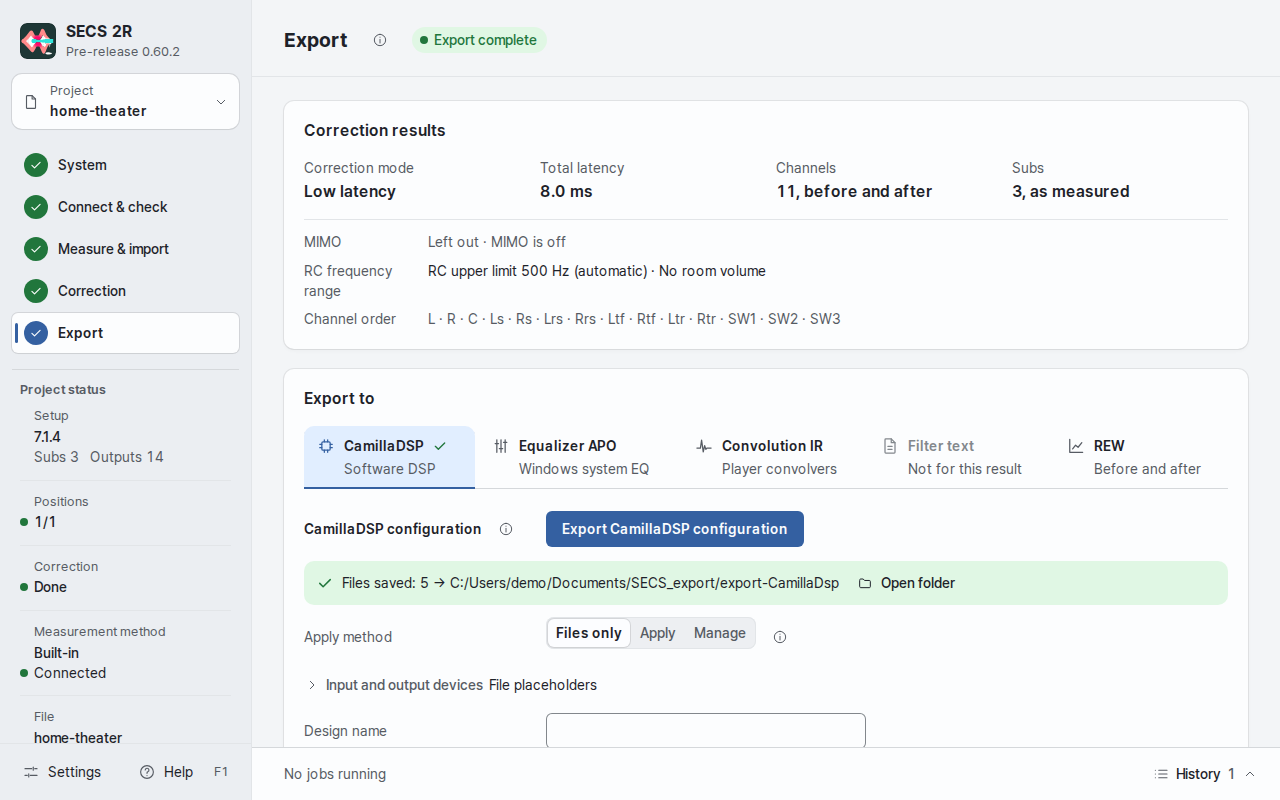 SECS 2R
Pre-release 0.60.2
Project
home-theater
System
Connect & check
Measure & import
Correction
Export
Project status
Setup
7.1.4
Subs 3 Outputs 14
Positions
1/1
Correction
Done
Measurement method
Built-in
Connected
File
home-theater
Settings
Help F1
Export
Export complete
Correction results
Correction mode
Low latency
Total latency
8.0 ms
Channels
11, before and after
Subs
3, as measured
MIMO
Left out · MIMO is off
RC frequency range
RC upper limit 500 Hz (automatic) · No room volume
Channel order
L · R · C · Ls · Rs · Lrs · Rrs · Ltf · Rtf · Ltr · Rtr · SW1 · SW2 · SW3
Export to
CamillaDSP
Software DSP
Equalizer APO
Windows system EQ
Convolution IR
Player convolvers
Filter text
Not for this result
REW
Before and after
CamillaDSP configuration
Export CamillaDSP configuration
Files saved: 5 → C:/Users/demo/Documents/SECS_export/export-CamillaDsp
Open folder
Apply method
Files only
Apply
Manage
Input and output devices File placeholders
Design name
No jobs running
History 1